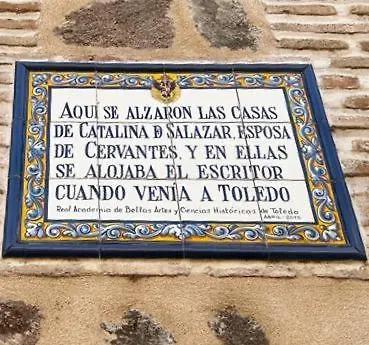 AQUÍ SE ALZARON LAS CASAS
DE CATALINA D SALAZAR, ESPOSA
DE CERVANTES, Y EN ELLAS
SE ALOJABA EL ESCRITOR
CUANDO VENIA A TOLEDO
Real Academia de Bellas Artes y Ciencias Históricas de Toledo